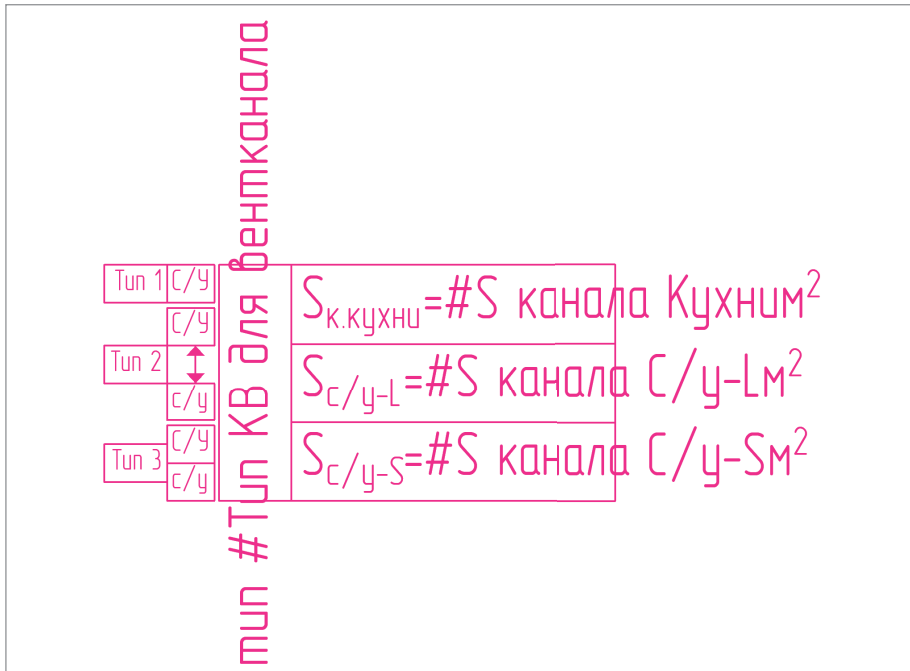 тип #Тип КВ для вентканала
Тип 1
С/У
С/У
Тип 2
С/У
С/У
Тип 3
С/У
Sк.кухни=#S канала Кухним²
Sс/у-L=#S канала С/у-Lм²
Sс/у-S=#S канала С/у-Sм²